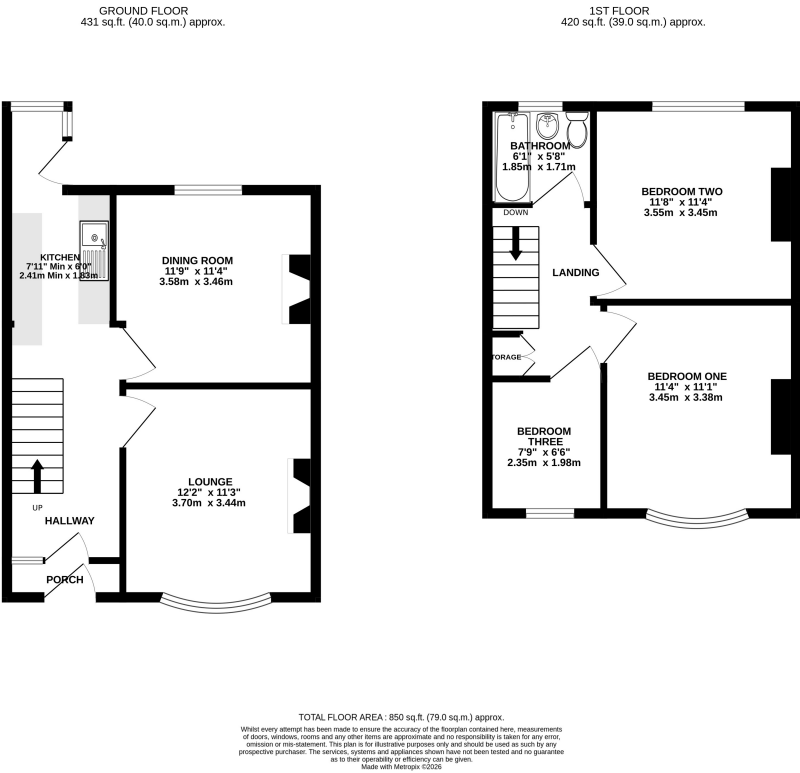 GROUND FLOOR
431 sq.ft. (40.0 sq.m.) approx.
KITCHEN
7'11" Min x 6'0"
2.41m Min x 1.83m
DINING ROOM
11'9" x 11'4"
3.58m x 3.46m
LOUNGE
12'2" x 11'3"
3.70m x 3.44m
UP
HALLWAY
PORCH
1ST FLOOR
420 sq.ft. (39.0 sq.m.) approx.
BATHROOM
6'1" x 5'8"
1.85m x 1.71m
BEDROOM TWO
11'8" x 11'4"
3.55m x 3.45m
DOWN
LANDING
TORAGE
BEDROOM ONE
11'4" x 11'1"
3.45m x 3.38m
BEDROOM
THREE
7'9" x 6'6"
2.35m x 1.98m
TOTAL FLOOR AREA : 850 sq.ft. (79.0 sq.m.) approx.
Whilst every attempt has been made to ensure the accuracy of the floorplan contained here, measurements
of doors, windows, rooms and any other items are approximate and no responsibility is taken for any error,
omission or mis-statement. This plan is for illustrative purposes only and should be used as such by any
prospective purchaser. The services, systems and appliances shown have not been tested and no guarantee
as to their operability or efficiency can be given.
Made with Metropix ©2026